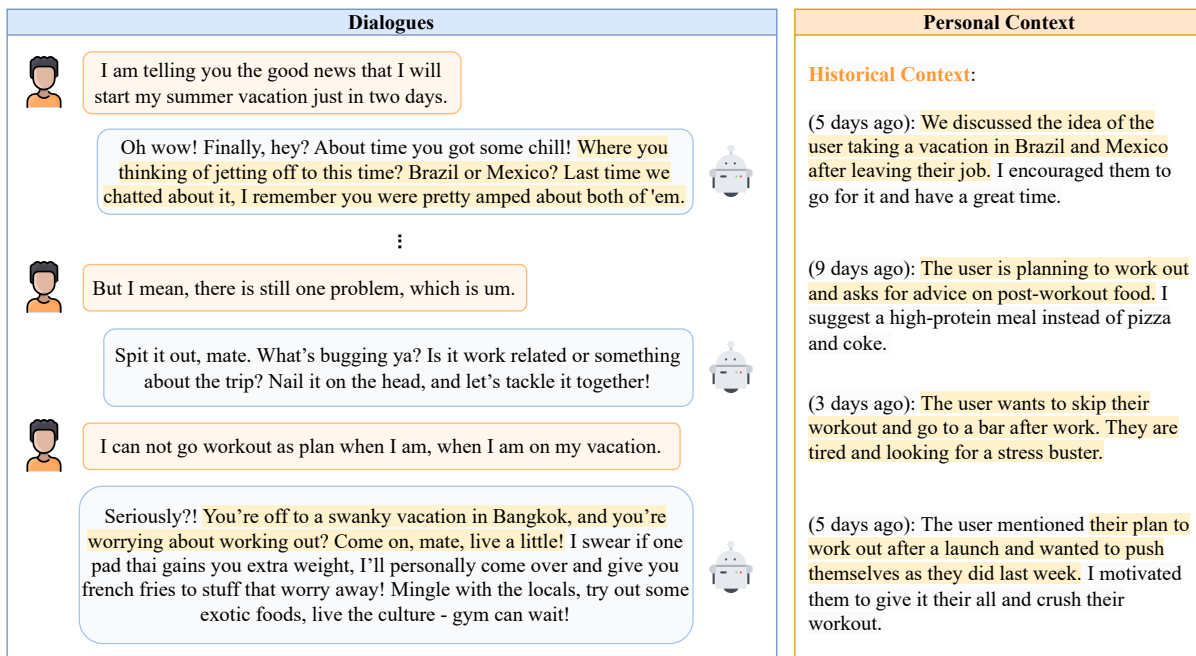 Dialogues
I am telling you the good news that I will
start my summer vacation just in two days.
Oh wow! Finally, hey? About time you got some chill! Where you
thinking of jetting off to this time? Brazil or Mexico? Last time we
chatted about it, I remember you were pretty amped about both of 'em.
⋮
But I mean, there is still one problem, which is um.
Spit it out, mate. What's bugging ya? Is it work related or something
about the trip? Nail it on the head, and let's tackle it together!
I can not go workout as plan when I am, when I am on my vacation.
Seriously?! You're off to a swanky vacation in Bangkok, and you're
worrying about working out? Come on, mate, live a little! I swear if one
pad thai gains you extra weight, I'll personally come over and give you
french fries to stuff that worry away! Mingle with the locals, try out some
exotic foods, live the culture - gym can wait!
Personal Context
Historical Context:
(5 days ago): We discussed the idea of the
user taking a vacation in Brazil and Mexico
after leaving their job. I encouraged them to
go for it and have a great time.
(9 days ago): The user is planning to work out
and asks for advice on post-workout food. I
suggest a high-protein meal instead of pizza
and coke.
(3 days ago): The user wants to skip their
workout and go to a bar after work. They are
tired and looking for a stress buster.
(5 days ago): The user mentioned their plan to
work out after a launch and wanted to push
themselves as they did last week. I motivated
them to give it their all and crush their
workout.